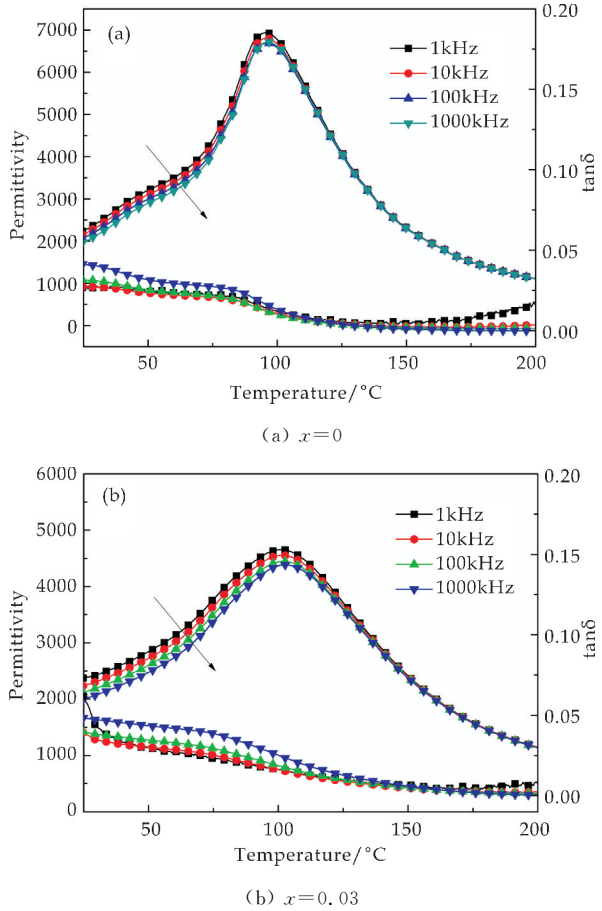 (a)
7000
6000
5000
4000
3000
2000
1000
0
Permittivity
0.20
0.15
0.10
0.05
0.00
tanδ
1kHz
10kHz
100kHz
1000kHz
50
100
150
200
Temperature/°C
(a) x=0
(b)
6000
5000
4000
3000
2000
1000
0
Permittivity
0.20
0.15
0.10
0.05
0.00
tanδ
1kHz
10kHz
100kHz
1000kHz
50
100
150
200
Temperature/°C
(b) x=0.03